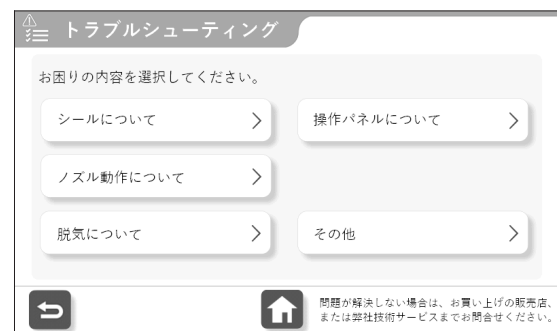 トラブルシューティング
お困りの内容を選択してください。
シールについて
操作パネルについて
ノズル動作について
脱気について
その他
問題が解決しない場合は、お買い上げの販売店、
または弊社技術サービスまでお問合せください。